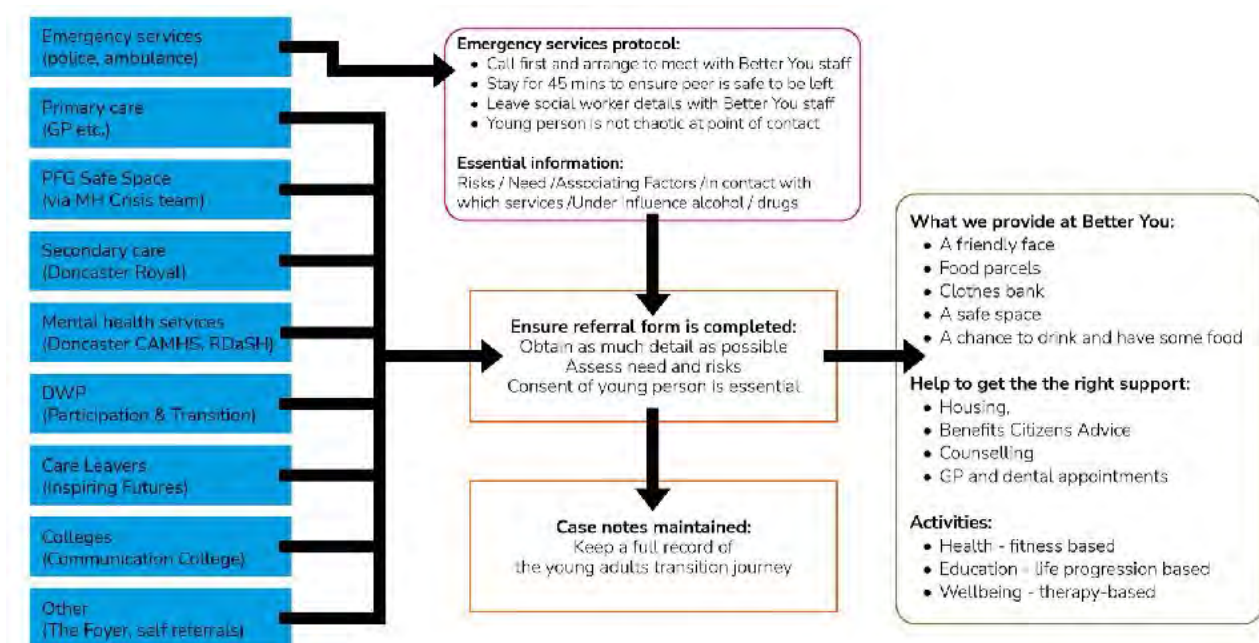 Emergency services
(police, ambulance)
Primary care
(GP etc.)
PFG Safe Space
(via MH Crisis team)
Secondary care
(Doncaster Royal)
Mental health services
(Doncaster CAMHS, RDaSH)
DWP
(Participation & Transition)
Care Leavers
(Inspiring Futures)
Colleges
(Communication College)
Other
(The Foyer, self referrals)
Emergency services protocol:
• Call first and arrange to meet with Better You staff
• Stay for 45 mins to ensure peer is safe to be left
• Leave social worker details with Better You staff
• Young person is not chaotic at point of contact
Essential information:
Risks / Need /Associating Factors /In contact with
which services /Under Influence alcohol / drugs
Ensure referral form is completed:
Obtain as much detail as possible
Assess need and risks
Consent of young person is essential
Case notes maintained:
Keep a full record of
the young adults transition journey
What we provide at Better You:
• A friendly face
• Food parcels
• Clothes bank
• A safe space
• A chance to drink and have some food
Help to get the the right support:
• Housing,
• Benefits Citizens Advice
• Counselling
• GP and dental appointments
Activities:
• Health - fitness based
• Education - life progression based
• Wellbeing - therapy-based